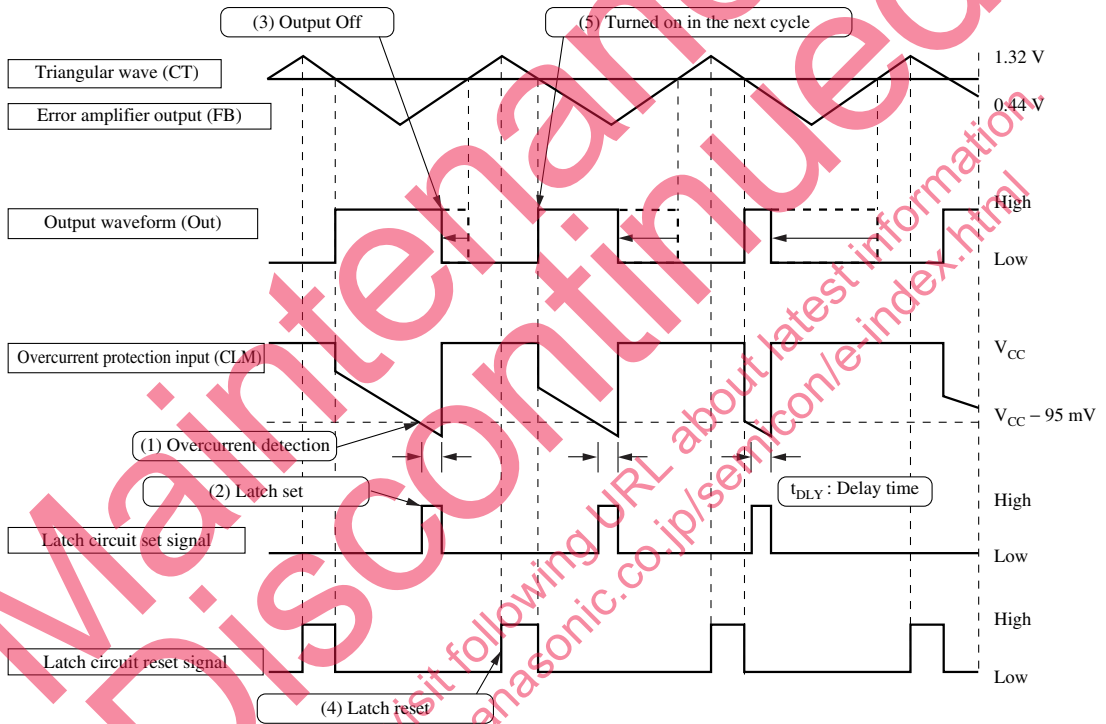 (3) Output Off
(5) Turned on in the next cycle
Triangular wave (CT)
1.32 V
Error amplifier output (FB)
0.44 V
Output waveform (Out)
High
Low
Overcurrent protection input (CLM)
VCC
VCC − 95 mV
(1) Overcurrent detection
(2) Latch set
tDLY : Delay time
Latch circuit set signal
High
Low
Latch circuit reset signal
High
Low
(4) Latch reset
Maintenan
Discontinued
visit following URL about latest information.
panasonic.co.jp/semicon/e-index.html